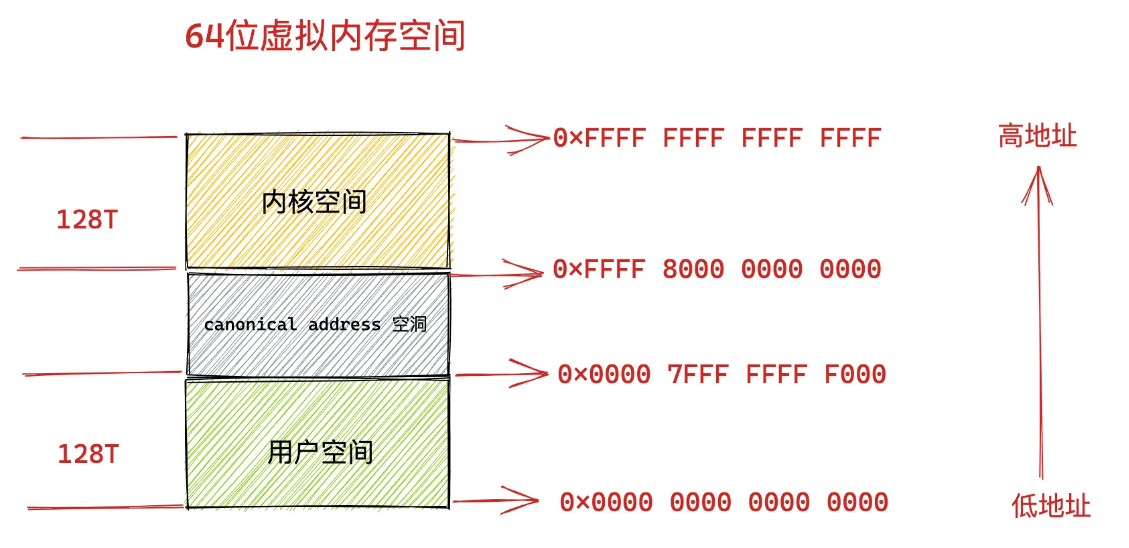 64位虚拟内存空间
0×FFFF FFFF FFFF FFFF
高地址
内核空间
128T
0×FFFF 8000 0000 0000
canonical address 空洞
0×0000 7FFF FFFF F000
用户空间
128T
0×0000 0000 0000 0000
低地址